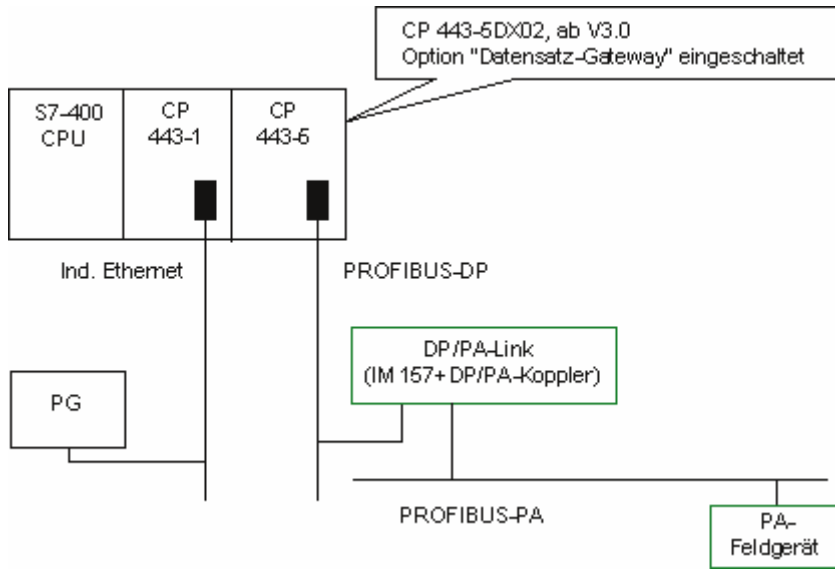 CP 443-5DX02, ab V3.0
Option "Datensatz-Gateway" eingeschaltet
S7-400
CPU
CP
443-1
CP
443-5
Ind. Ethernet
PROFIBUS-DP
DP/PA-Link
(IM 157+ DP/PA-Koppler)
PG
PROFIBUS-PA
PA-
Feldgerät